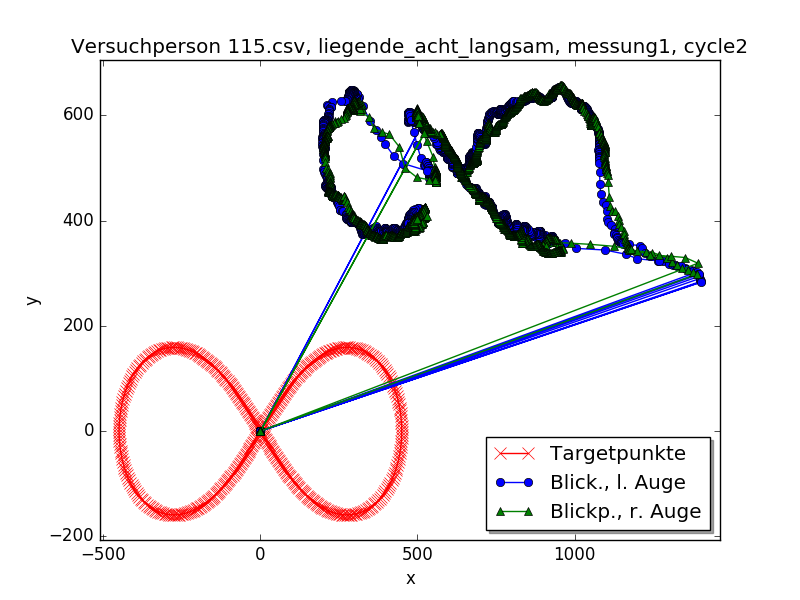 Versuchperson 115.csv, liegende_acht_langsam, messung1, cycle2
600
400
200
0
−200
y
−500
0
500
1000
x
Targetpunkte
Blick., l. Auge
Blickp., r. Auge